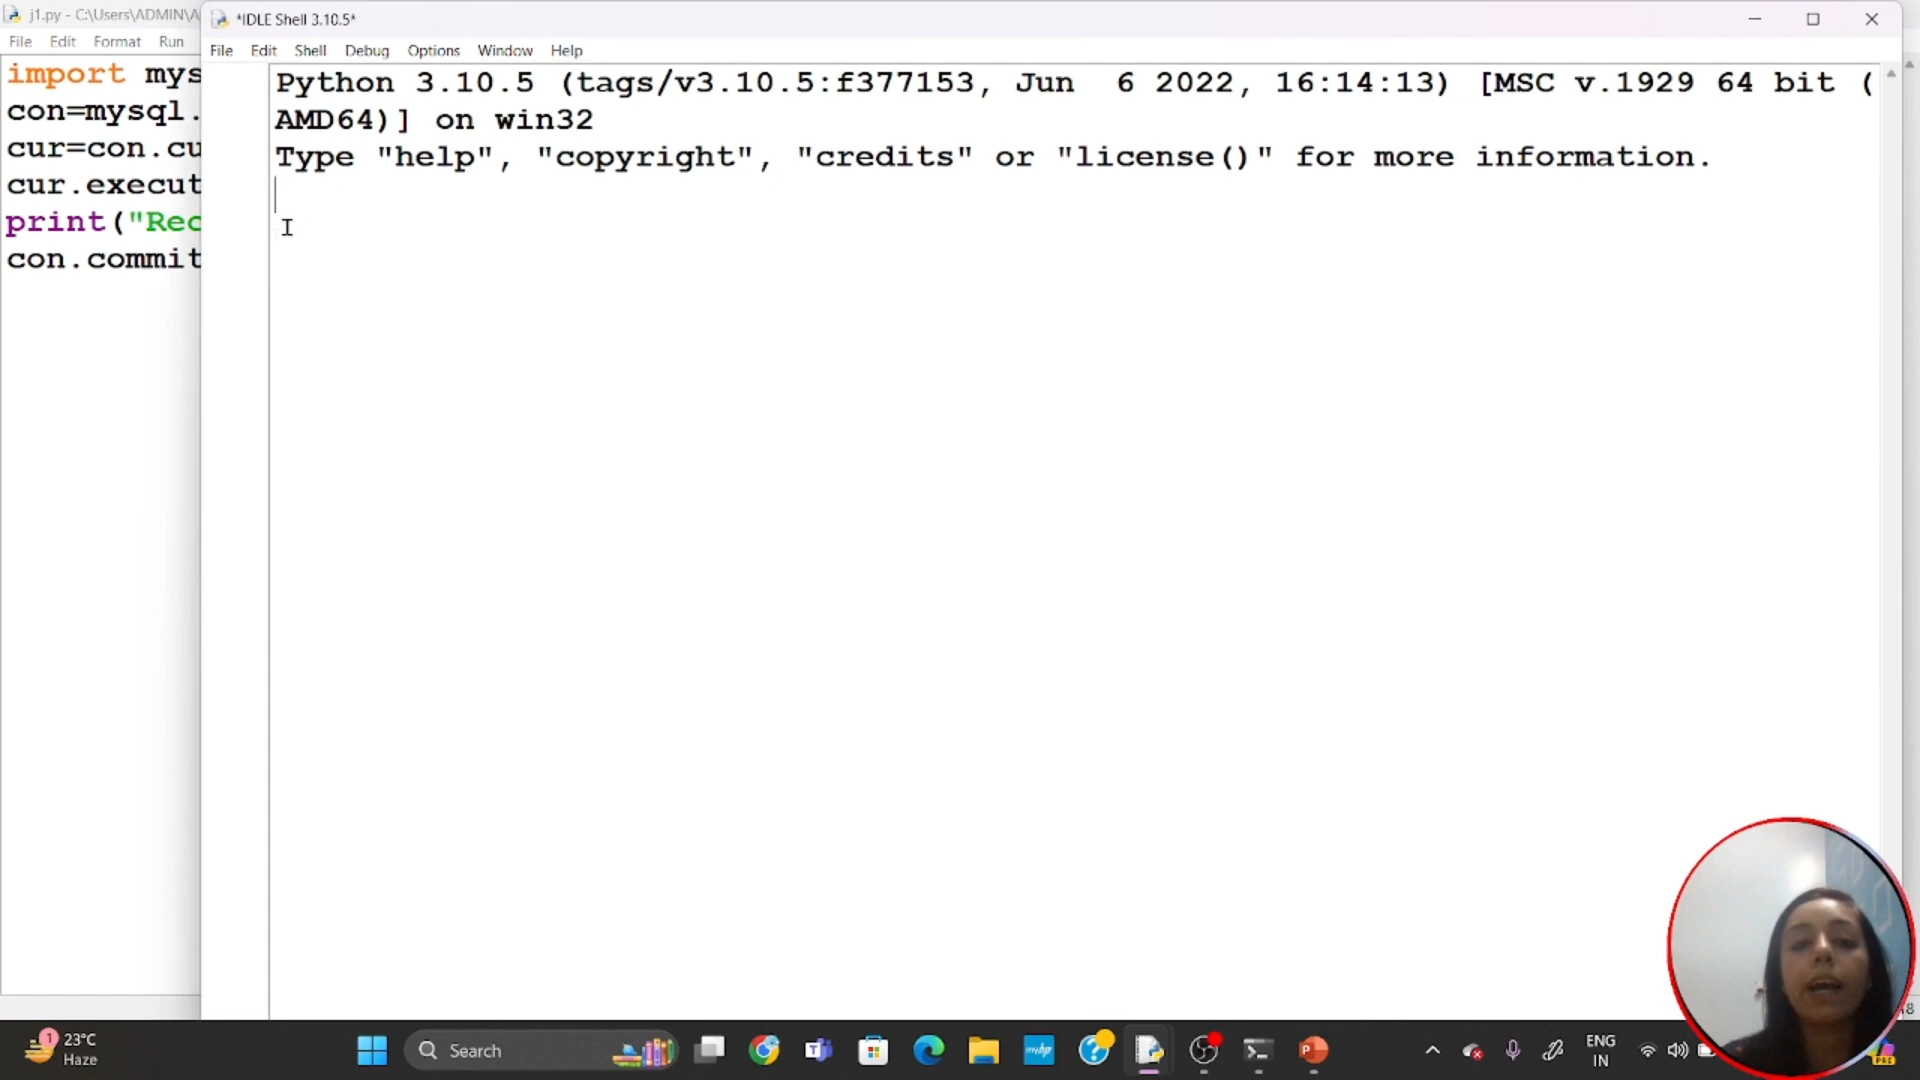 j1.py - C:\Users\ADMIN\A
File Edit Format Run
import mys
con=mysql.
cur=con.cu
cur.execut
print("Rec
con.commit
*IDLE Shell 3.10.5*
File Edit Shell Debug Options Window Help
Python 3.10.5 (tags/v3.10.5:f377153, Jun  6 2022, 16:14:13) [MSC v.1929 64 bit (
AMD64)] on win32
Type "help", "copyright", "credits" or "license()" for more information.
1
23°C
Haze
Search
myhp
ENG
IN
PRE